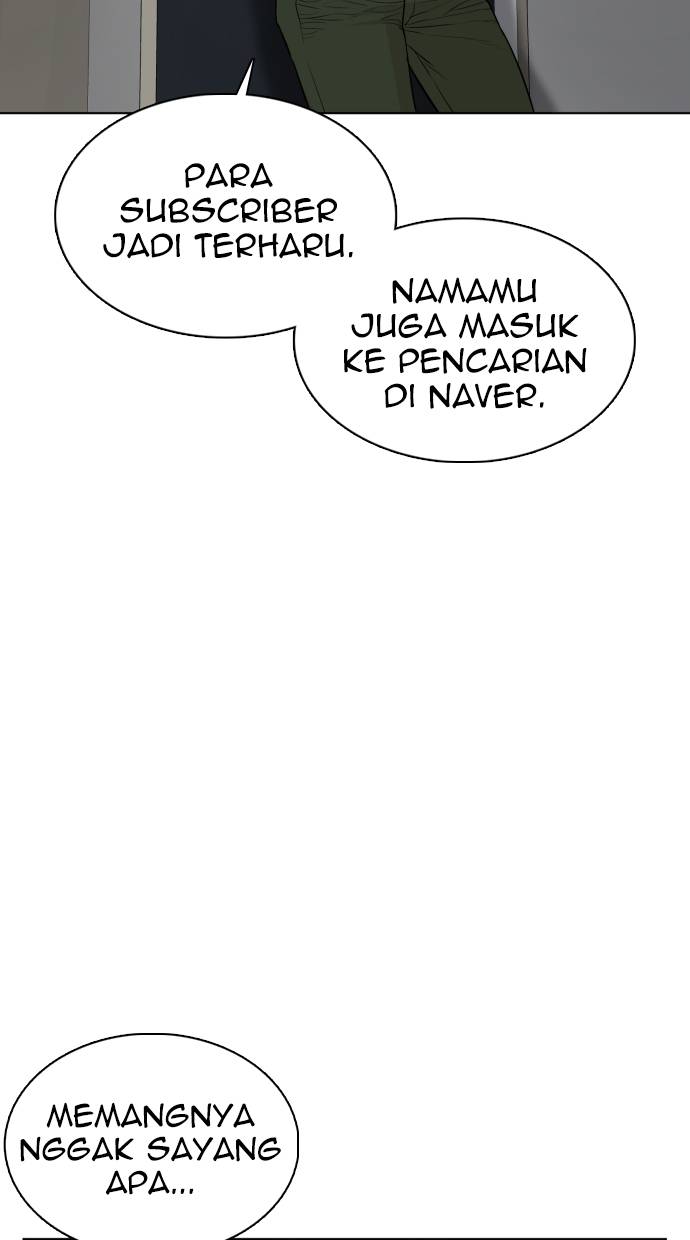 PARA
SUBSCRIBER
JADI TERHARU.
NAMAMU
JUGA MASUK
KE PENCARIAN
DI NAVER.
MEMANGNYA
NGGAK SAYANG
APA...